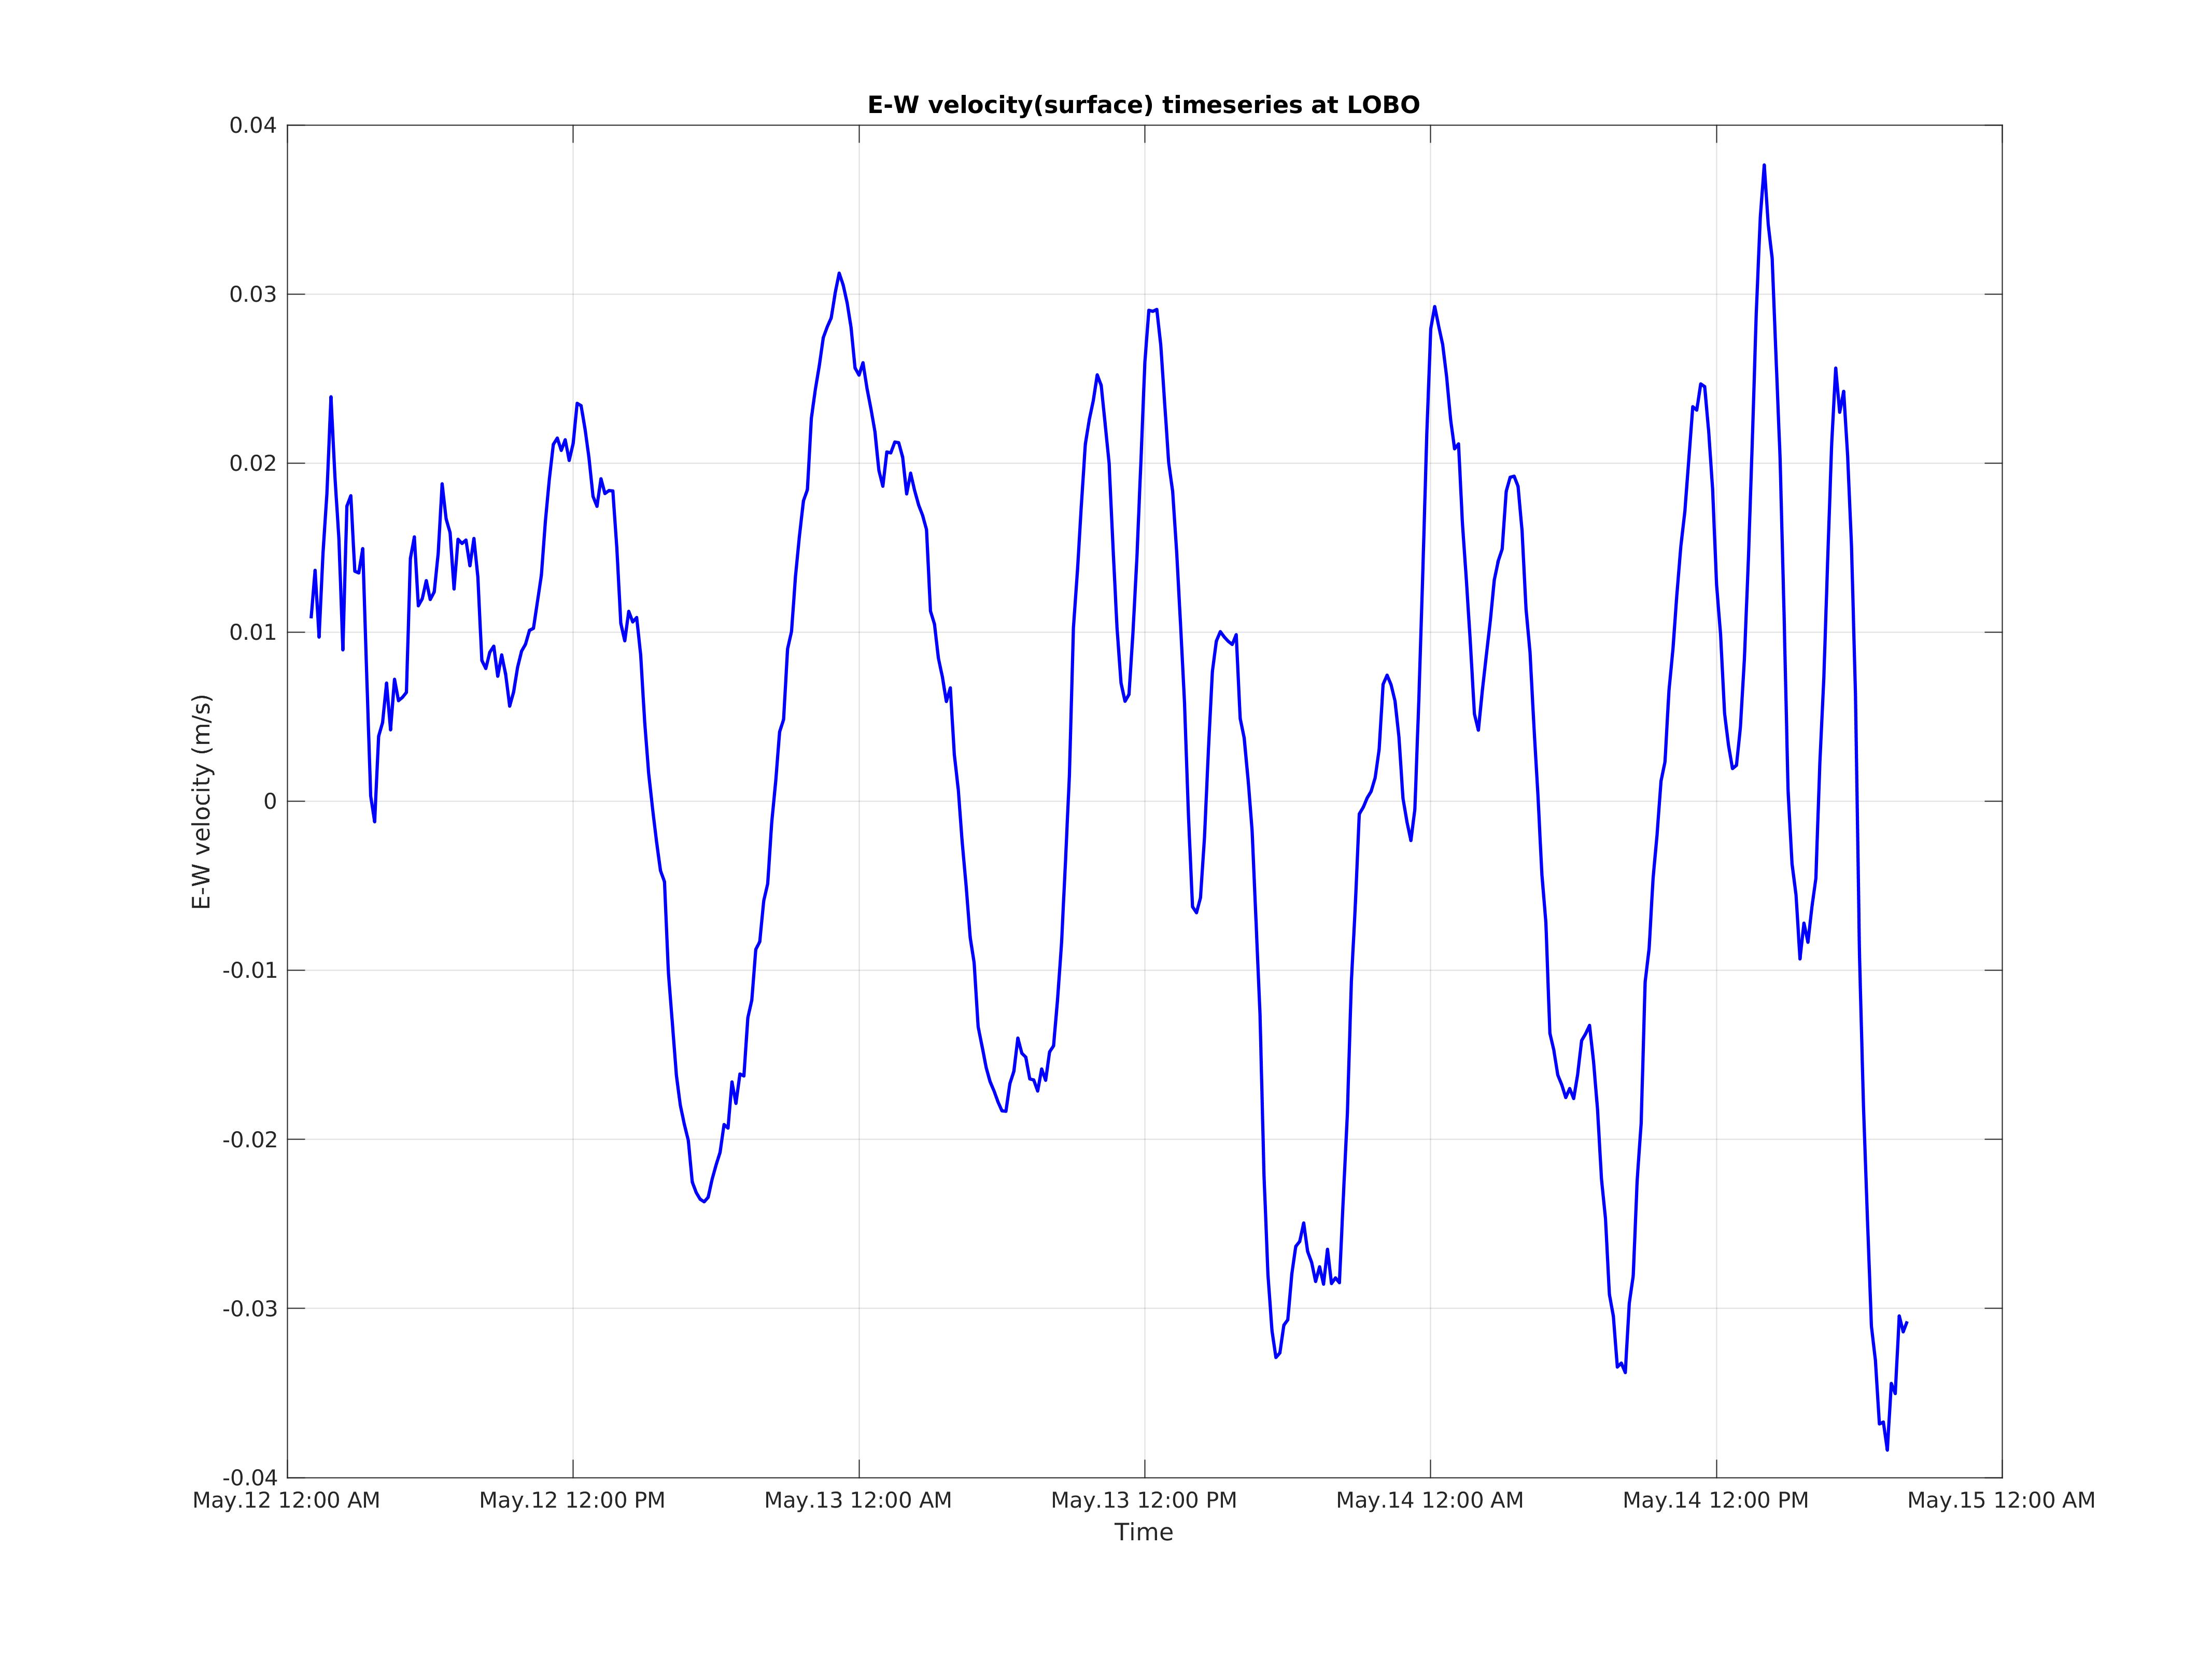 E-W velocity(surface) timeseries at LOBO
0.04
0.03
0.02
0.01
0
-0.01
-0.02
-0.03
-0.04
E-W velocity (m/s)
May.12 12:00 AM May.12 12:00 PM May.13 12:00 AM May.13 12:00 PM May.14 12:00 AM May.14 12:00 PM May.15 12:00 AM
Time